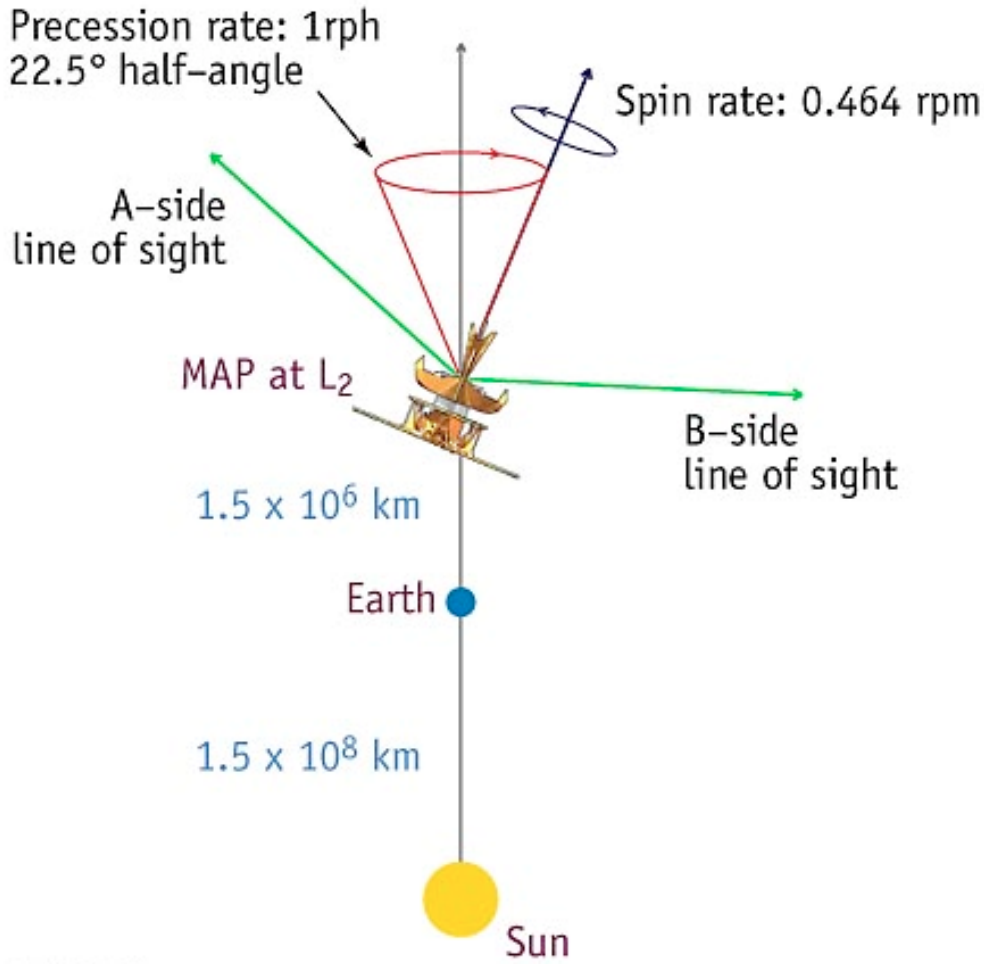 Precession rate: 1rph
22.5° half–angle
Spin rate: 0.464 rpm
A–side
line of sight
MAP at L₂
B–side
line of sight
1.5 x 10⁶ km
Earth
1.5 x 10⁸ km
Sun